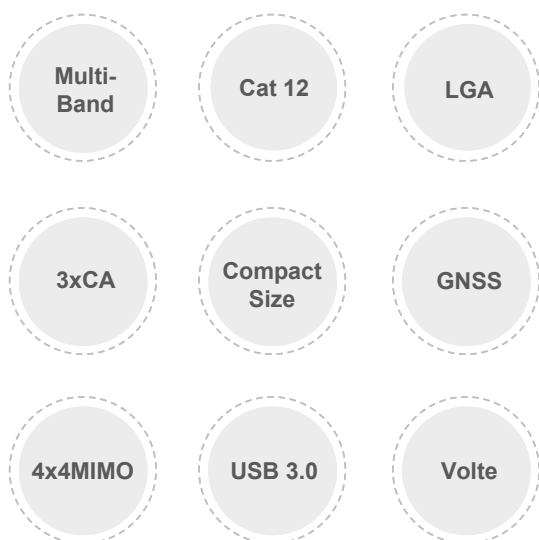 Multi-
Band
Cat 12
LGA
3xCA
Compact
Size
GNSS
4x4MIMO
USB 3.0
Volte